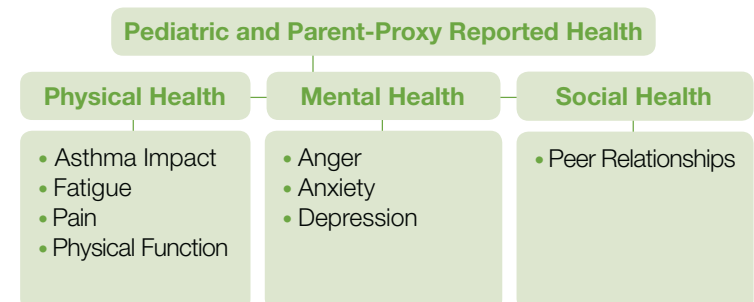 Pediatric and Parent-Proxy Reported Health
Physical Health
Mental Health
Social Health
• Asthma Impact
• Fatigue
• Pain
• Physical Function
• Anger
• Anxiety
• Depression
• Peer Relationships